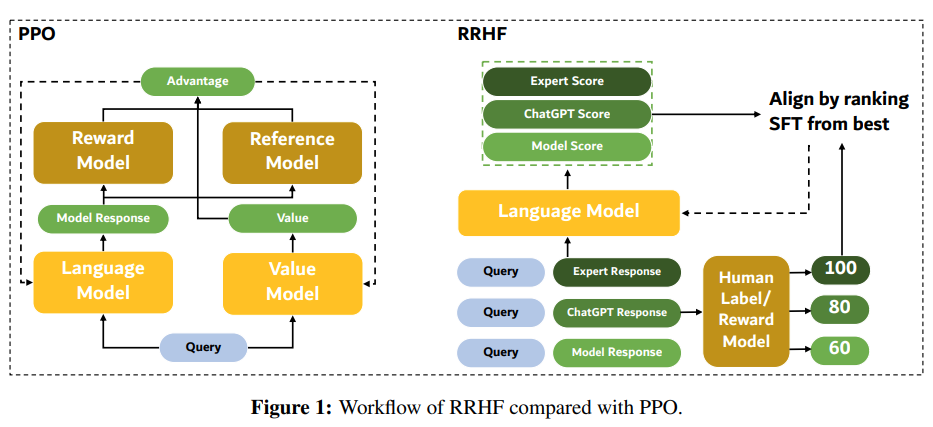 PPO
Advantage
Reward
Model
Reference
Model
Model Response
Value
Language
Model
Value
Model
Query
RRHF
Expert Score
ChatGPT Score
Model Score
Align by ranking
SFT from best
Language Model
Query
Expert Response
Query
ChatGPT Response
Query
Model Response
Human
Label/
Reward
Model
100
80
60
Figure 1: Workflow of RRHF compared with PPO.